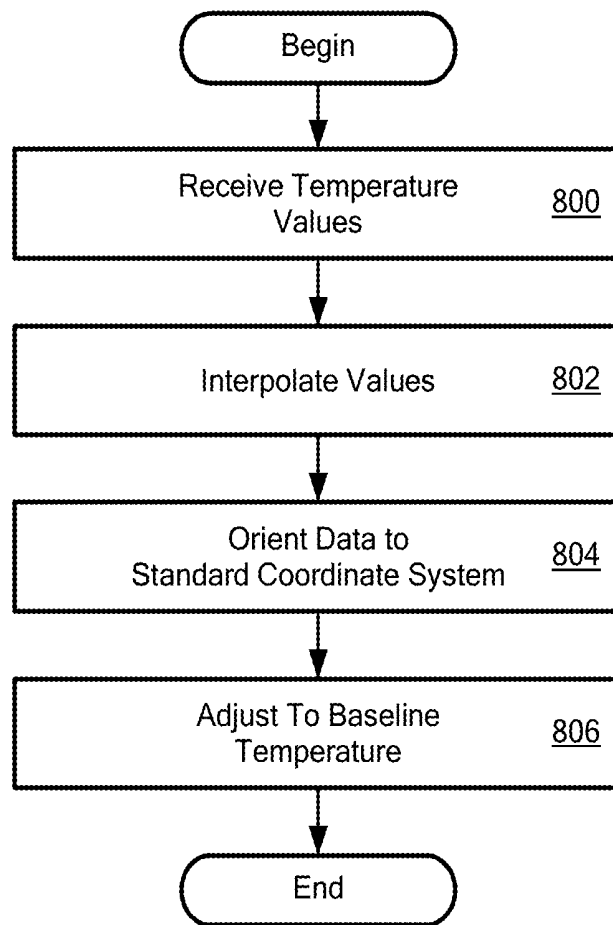 Begin
Receive Temperature
Values
800
Interpolate Values
802
Orient Data to
Standard Coordinate System
804
Adjust To Baseline
Temperature
806
End